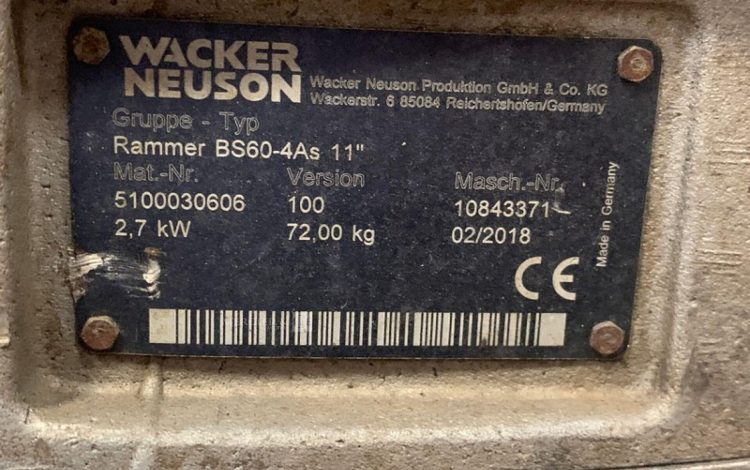 WACKER
NEUSON
Wacker Neuson Produktion GmbH & Co. KG
Wackerstr. 6 85084 Reichertshofen/Germany
Gruppe - Typ
Rammer BS60-4As 11"
Mat.-Nr. Version Masch.-Nr.
5100030606 100 10843371
2,7 kW 72,00 kg 02/2018
Made in Germany
CE